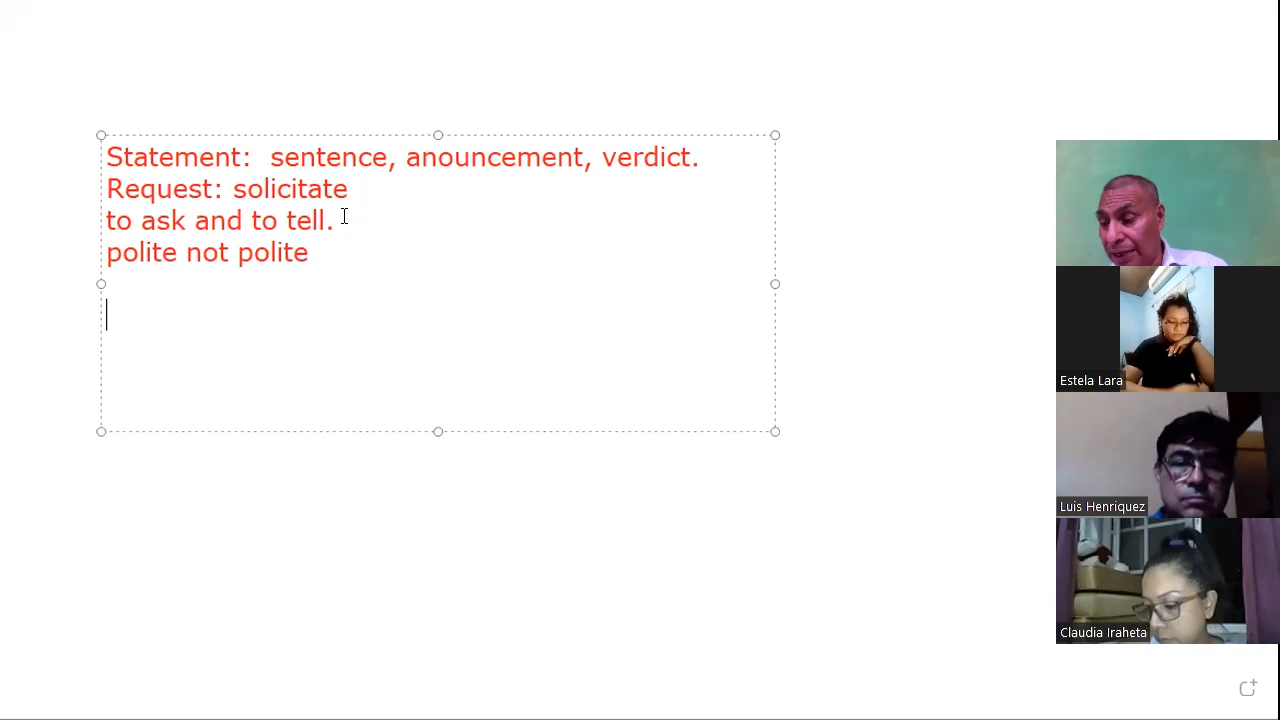 Statement:  sentence, anouncement, verdict.
Request: solicitate
to ask and to tell.
polite not polite
Estela Lara
Luis Henriquez
Claudia Iraheta